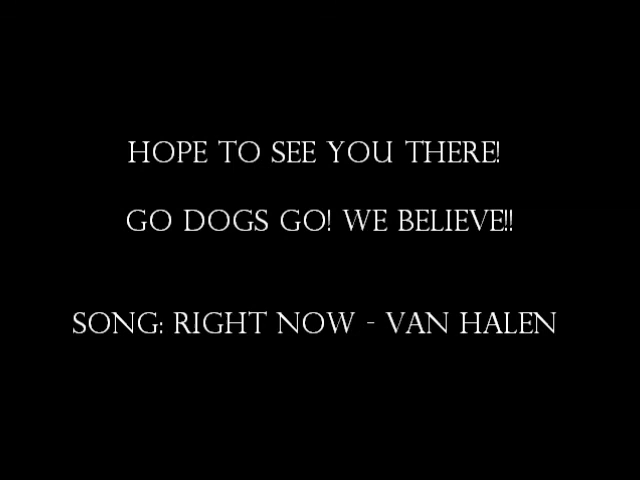 HOPE TO SEE YOU THERE!
GO DOGS GO! WE BELIEVE!!
SONG: RIGHT NOW - VAN HALEN